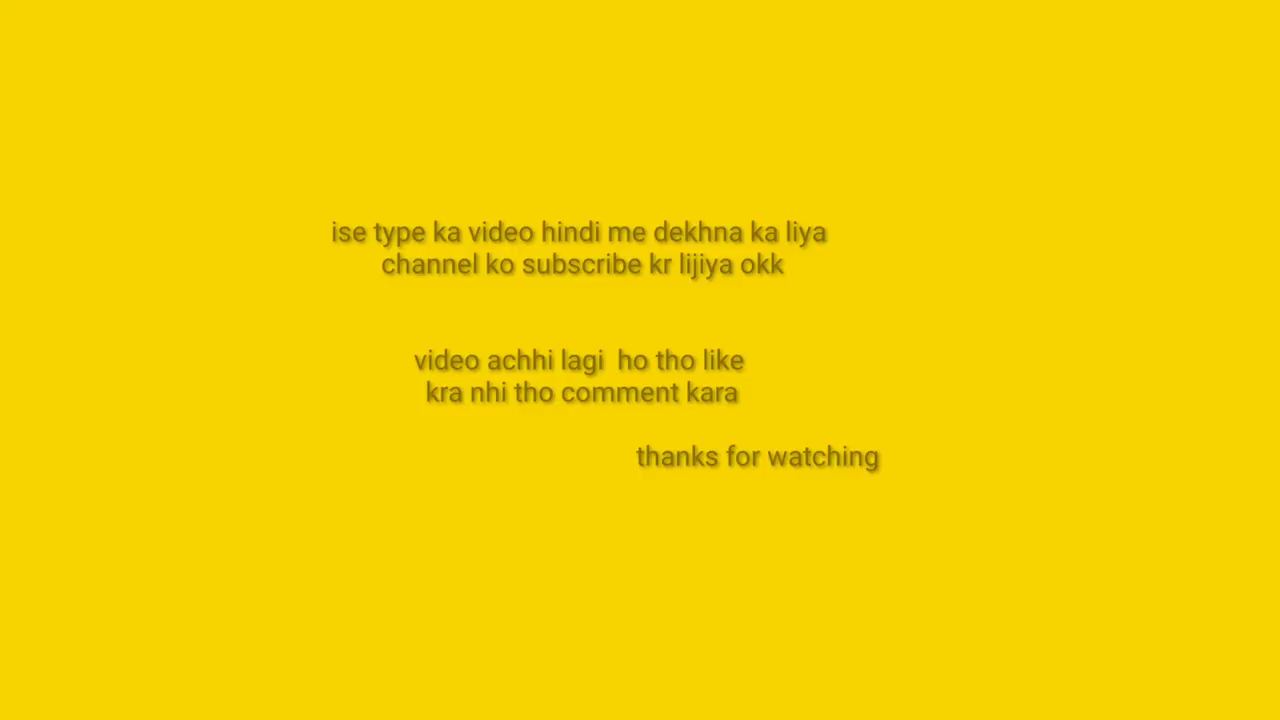 ise type ka video hindi me dekhna ka liya
channel ko subscribe kr lijiya okk
video achhi lagi ho tho like
kra nhi tho comment kara
thanks for watching